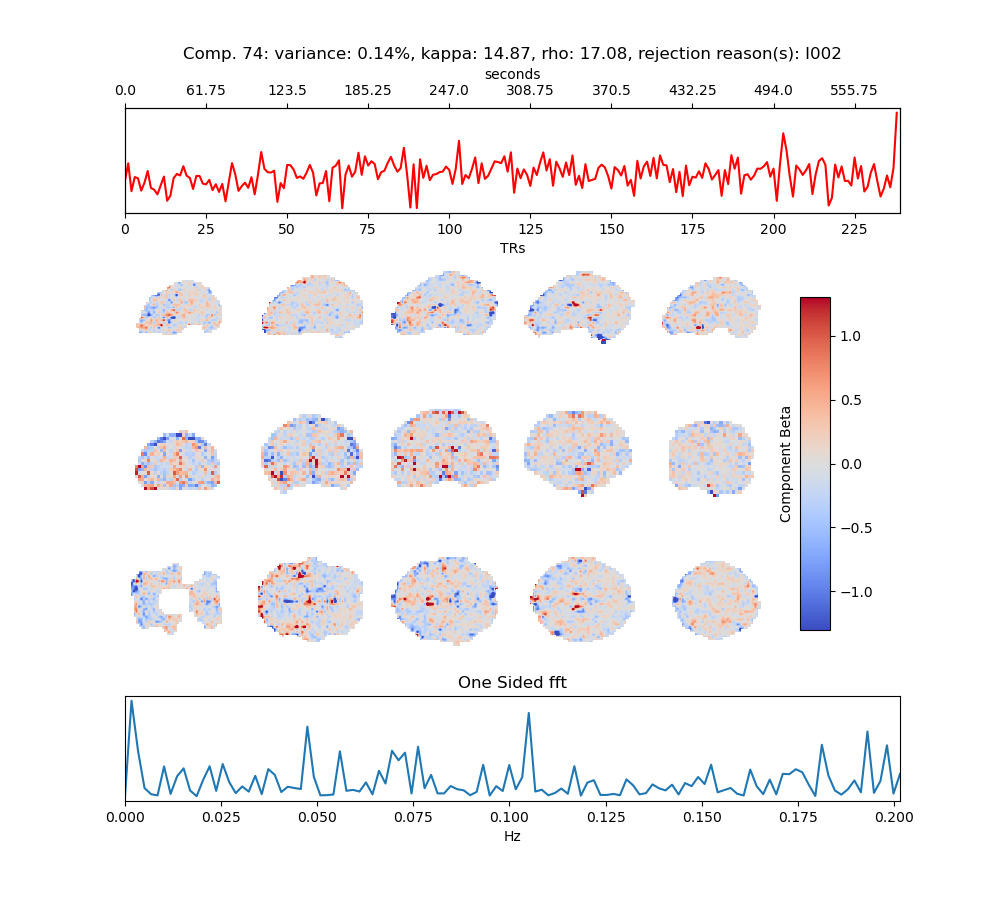 Comp. 74: variance: 0.14%, kappa: 14.87, rho: 17.08, rejection reason(s): I002
seconds
0.0 61.75 123.5 185.25 247.0 308.75 370.5 432.25 494.0 555.75
0 25 50 75 100 125 150 175 200 225
TRs
1.0
0.5
0.0
−0.5
−1.0
Component Beta
One Sided fft
0.000 0.025 0.050 0.075 0.100 0.125 0.150 0.175 0.200
Hz